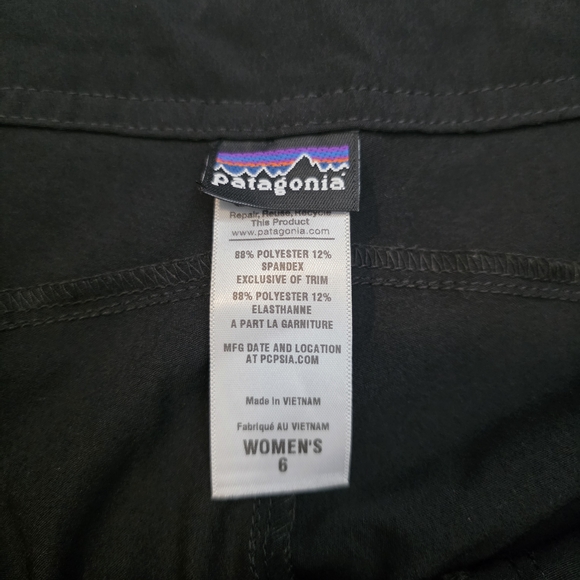 patagonia
Repair, Reuse, Recycle
This Product
www.patagonia.com
88% POLYESTER 12%
SPANDEX
EXCLUSIVE OF TRIM
88% POLYESTER 12%
ELASTHANNE
A PART LA GARNITURE
MFG DATE AND LOCATION
AT PCPSIA.COM
Made in VIETNAM
Fabriqué AU VIETNAM
WOMEN'S
6